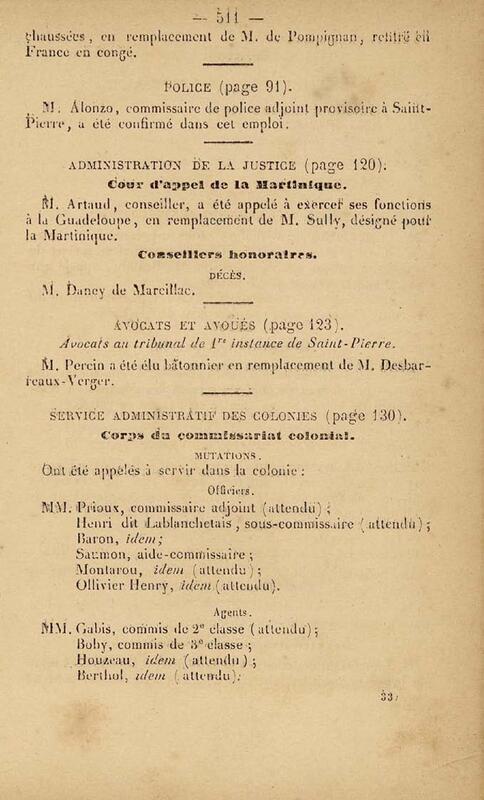 — 511 —
chaussées, en remplacement de M. de Pompignan, rentré en
France en congé.
POLICE (page 91).
M. Alonzo, commissaire de police adjoint provisoire à Saint-
Pierre, a été confirmé dans cet emploi.
ADMINISTRATION DE LA JUSTICE (page 120).
Cour d'appel de la Martinique.
M. Artaud, conseiller, a été appelé à exercer ses fonctions
à la Guadeloupe, en remplacement de M. Sully, désigné pour
la Martinique.
Conseillers honoraires.
DÉCÈS.
M. Dancy de Marcillac.
AVOCATS ET AVOUÉS (page 123).
Avocats au tribunal de 1re instance de Saint-Pierre.
M. Percin a été élu bâtonnier en remplacement de M. Desbar-
reaux-Verger.
SERVICE ADMINISTRATIF DES COLONIES (page 130).
Corps du commissariat colonial.
MUTATIONS.
Ont été appelés à servir dans la colonie :
Officiers.
MM. Prioux, commissaire adjoint (attendu) ;
Henri dit Lablanchetais, sous-commissaire (attendu) ;
Baron, idem ;
Saumon, aide-commissaire ;
Montarou, idem (attendu) ;
Ollivier Henry, idem (attendu).
Agents.
MM. Gabis, commis de 2e classe (attendu) ;
Boby, commis de 3e classe ;
Houzeau, idem (attendu) ;
Berthol, idem (attendu);
33.